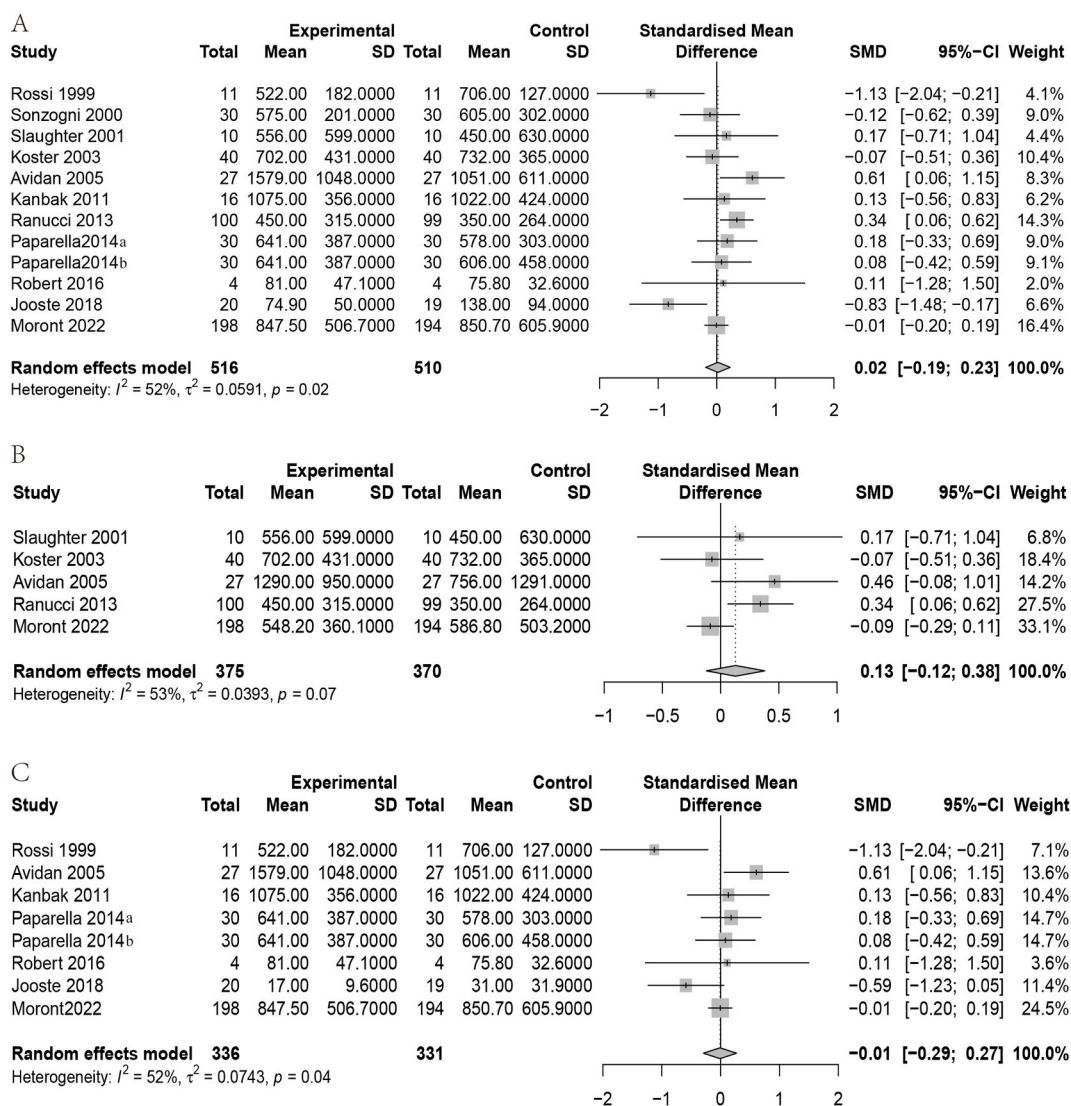 A
Experimental Control Standardised Mean
Study Total Mean SD Total Mean SD Difference SMD 95%−CI Weight
Rossi 1999 11 522.00 182.0000 11 706.00 127.0000 −1.13 [−2.04; −0.21] 4.1%
Sonzogni 2000 30 575.00 201.0000 30 605.00 302.0000 −0.12 [−0.62; 0.39] 9.0%
Slaughter 2001 10 556.00 599.0000 10 450.00 630.0000 0.17 [−0.71; 1.04] 4.4%
Koster 2003 40 702.00 431.0000 40 732.00 365.0000 −0.07 [−0.51; 0.36] 10.4%
Avidan 2005 27 1579.00 1048.0000 27 1051.00 611.0000 0.61 [ 0.06; 1.15] 8.3%
Kanbak 2011 16 1075.00 356.0000 16 1022.00 424.0000 0.13 [−0.56; 0.83] 6.2%
Ranucci 2013 100 450.00 315.0000 99 350.00 264.0000 0.34 [ 0.06; 0.62] 14.3%
Paparella2014a 30 641.00 387.0000 30 578.00 303.0000 0.18 [−0.33; 0.69] 9.0%
Paparella2014b 30 641.00 387.0000 30 606.00 458.0000 0.08 [−0.42; 0.59] 9.1%
Robert 2016 4 81.00 47.1000 4 75.80 32.6000 0.11 [−1.28; 1.50] 2.0%
Jooste 2018 20 74.90 50.0000 19 138.00 94.0000 −0.83 [−1.48; −0.17] 6.6%
Moront 2022 198 847.50 506.7000 194 850.70 605.9000 −0.01 [−0.20; 0.19] 16.4%
Random effects model 516 510 0.02 [−0.19; 0.23] 100.0%
Heterogeneity: I² = 52%, τ² = 0.0591, p = 0.02
−2 −1 0 1 2
B
Experimental Control Standardised Mean
Study Total Mean SD Total Mean SD Difference SMD 95%−CI Weight
Slaughter 2001 10 556.00 599.0000 10 450.00 630.0000 0.17 [−0.71; 1.04] 6.8%
Koster 2003 40 702.00 431.0000 40 732.00 365.0000 −0.07 [−0.51; 0.36] 18.4%
Avidan 2005 27 1290.00 950.0000 27 756.00 1291.0000 0.46 [−0.08; 1.01] 14.2%
Ranucci 2013 100 450.00 315.0000 99 350.00 264.0000 0.34 [ 0.06; 0.62] 27.5%
Moront 2022 198 548.20 360.1000 194 586.80 503.2000 −0.09 [−0.29; 0.11] 33.1%
Random effects model 375 370 0.13 [−0.12; 0.38] 100.0%
Heterogeneity: I² = 53%, τ² = 0.0393, p = 0.07
−1 −0.5 0 0.5 1
C
Experimental Control Standardised Mean
Study Total Mean SD Total Mean SD Difference SMD 95%−CI Weight
Rossi 1999 11 522.00 182.0000 11 706.00 127.0000 −1.13 [−2.04; −0.21] 7.1%
Avidan 2005 27 1579.00 1048.0000 27 1051.00 611.0000 0.61 [ 0.06; 1.15] 13.6%
Kanbak 2011 16 1075.00 356.0000 16 1022.00 424.0000 0.13 [−0.56; 0.83] 10.4%
Paparella 2014a 30 641.00 387.0000 30 578.00 303.0000 0.18 [−0.33; 0.69] 14.7%
Paparella 2014b 30 641.00 387.0000 30 606.00 458.0000 0.08 [−0.42; 0.59] 14.7%
Robert 2016 4 81.00 47.1000 4 75.80 32.6000 0.11 [−1.28; 1.50] 3.6%
Jooste 2018 20 17.00 9.6000 19 31.00 31.9000 −0.59 [−1.23; 0.05] 11.4%
Moront2022 198 847.50 506.7000 194 850.70 605.9000 −0.01 [−0.20; 0.19] 24.5%
Random effects model 336 331 −0.01 [−0.29; 0.27] 100.0%
Heterogeneity: I² = 52%, τ² = 0.0743, p = 0.04
−2 −1 0 1 2